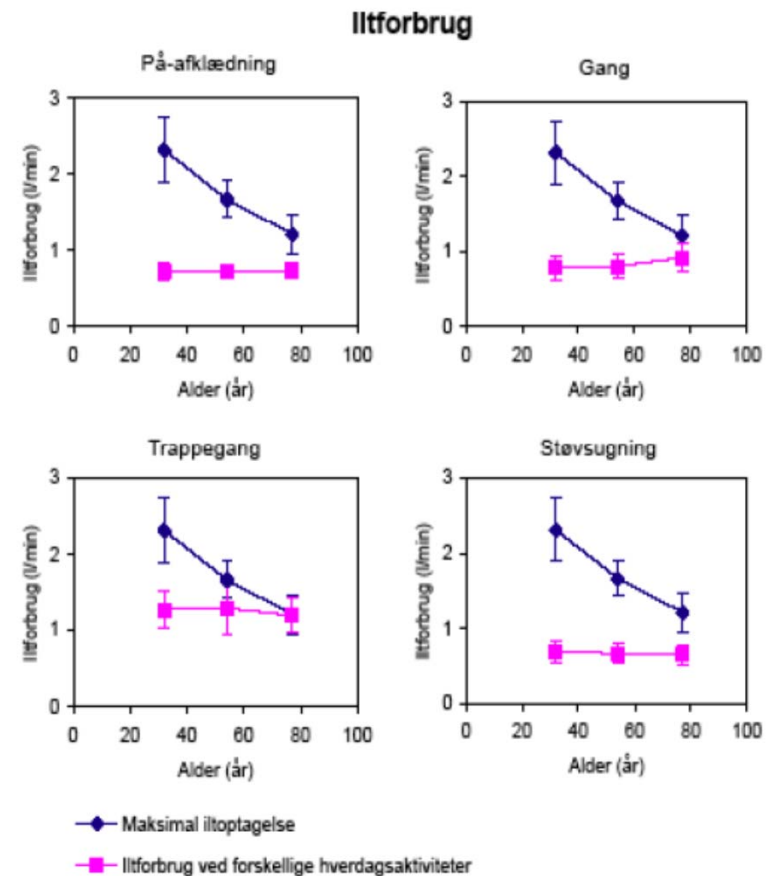 Iltforbrug
På-afklædning
Iltforbrug (l/min)
3
2
1
0
0 20 40 60 80 100
Alder (år)
Gang
Iltforbrug (l/min)
3
2
1
0
0 20 40 60 80 100
Alder (år)
Trappegang
Iltforbrug (l/min)
3
2
1
0
0 20 40 60 80 100
Alder (år)
Støvsugning
Iltforbrug (l/min)
3
2
1
0
0 20 40 60 80 100
Alder (år)
Maksimal iltoptagelse
Iltforbrug ved forskellige hverdagsaktiviteter